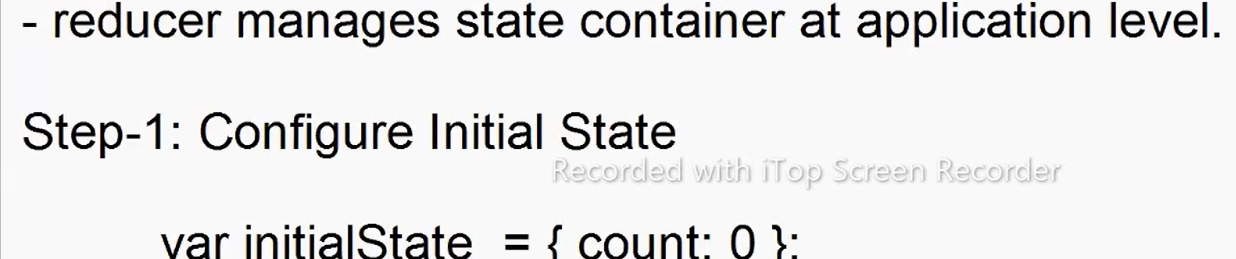 - reducer manages state container at application level.
Step-1: Configure Initial State
Recorded with iTop Screen Recorder
var initialState = { count: 0 };